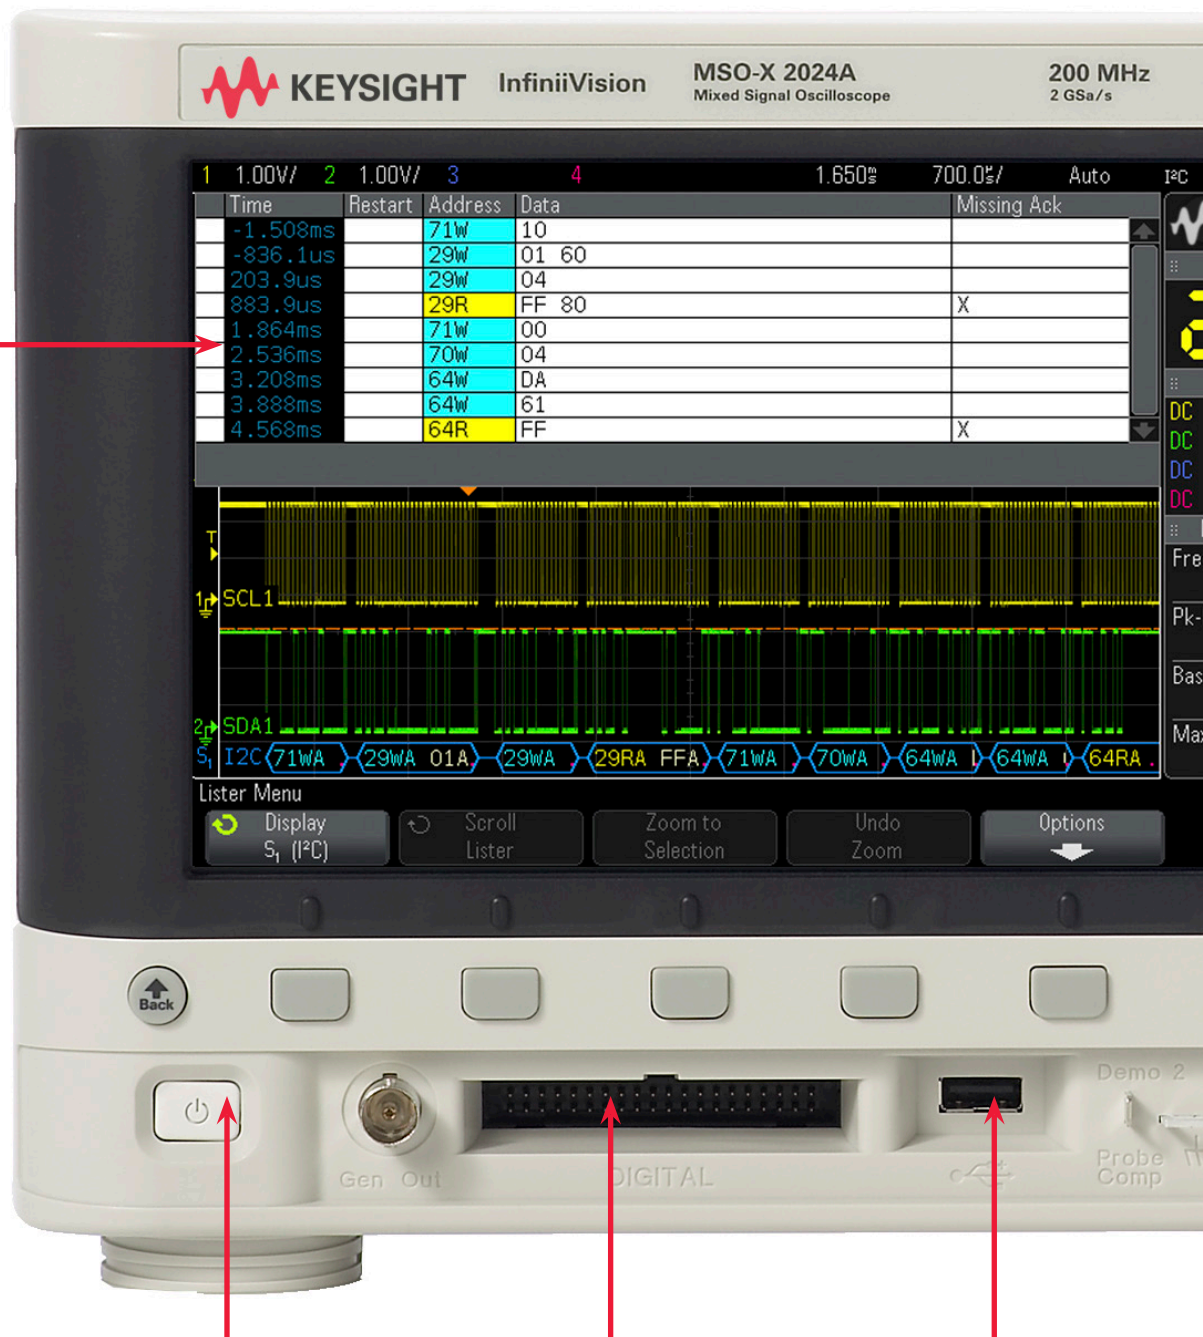 KEYSIGHT InfiniiVision MSO-X 2024A 200 MHz
Mixed Signal Oscilloscope 2 GSa/s
1 1.00V/ 2 1.00V/ 3 4 1.650ms 700.0us/ Auto I²C
Time Restart Address Data Missing Ack
-1.508ms 71W 10
-836.1us 29W 01 60
203.9us 29W 04
883.9us 29R FF 80 X
1.864ms 71W 00
2.536ms 70W 04
3.208ms 64W DA
3.888ms 64W 61
4.568ms 64R FF X
DC
DC
DC
DC
T
Fre
1 SCL1
Pk-
Bas
2 SDA1
Max
S1 I2C 71WA 29WA 01A 29WA 29RA FFA 71WA 70WA 64WA 64WA 64RA
Lister Menu
Display Scroll Zoom to Undo Options
S1 (I²C) Lister Selection Zoom
Back
Demo 2
Gen Out DIGITAL Probe
Comp